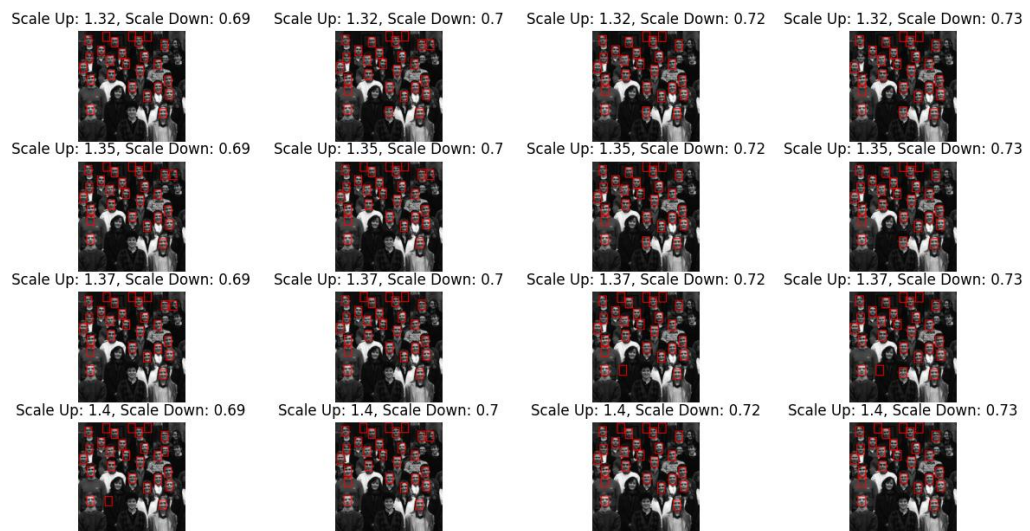 Scale Up: 1.32, Scale Down: 0.69
Scale Up: 1.32, Scale Down: 0.7
Scale Up: 1.32, Scale Down: 0.72
Scale Up: 1.32, Scale Down: 0.73
Scale Up: 1.35, Scale Down: 0.69
Scale Up: 1.35, Scale Down: 0.7
Scale Up: 1.35, Scale Down: 0.72
Scale Up: 1.35, Scale Down: 0.73
Scale Up: 1.37, Scale Down: 0.69
Scale Up: 1.37, Scale Down: 0.7
Scale Up: 1.37, Scale Down: 0.72
Scale Up: 1.37, Scale Down: 0.73
Scale Up: 1.4, Scale Down: 0.69
Scale Up: 1.4, Scale Down: 0.7
Scale Up: 1.4, Scale Down: 0.72
Scale Up: 1.4, Scale Down: 0.73